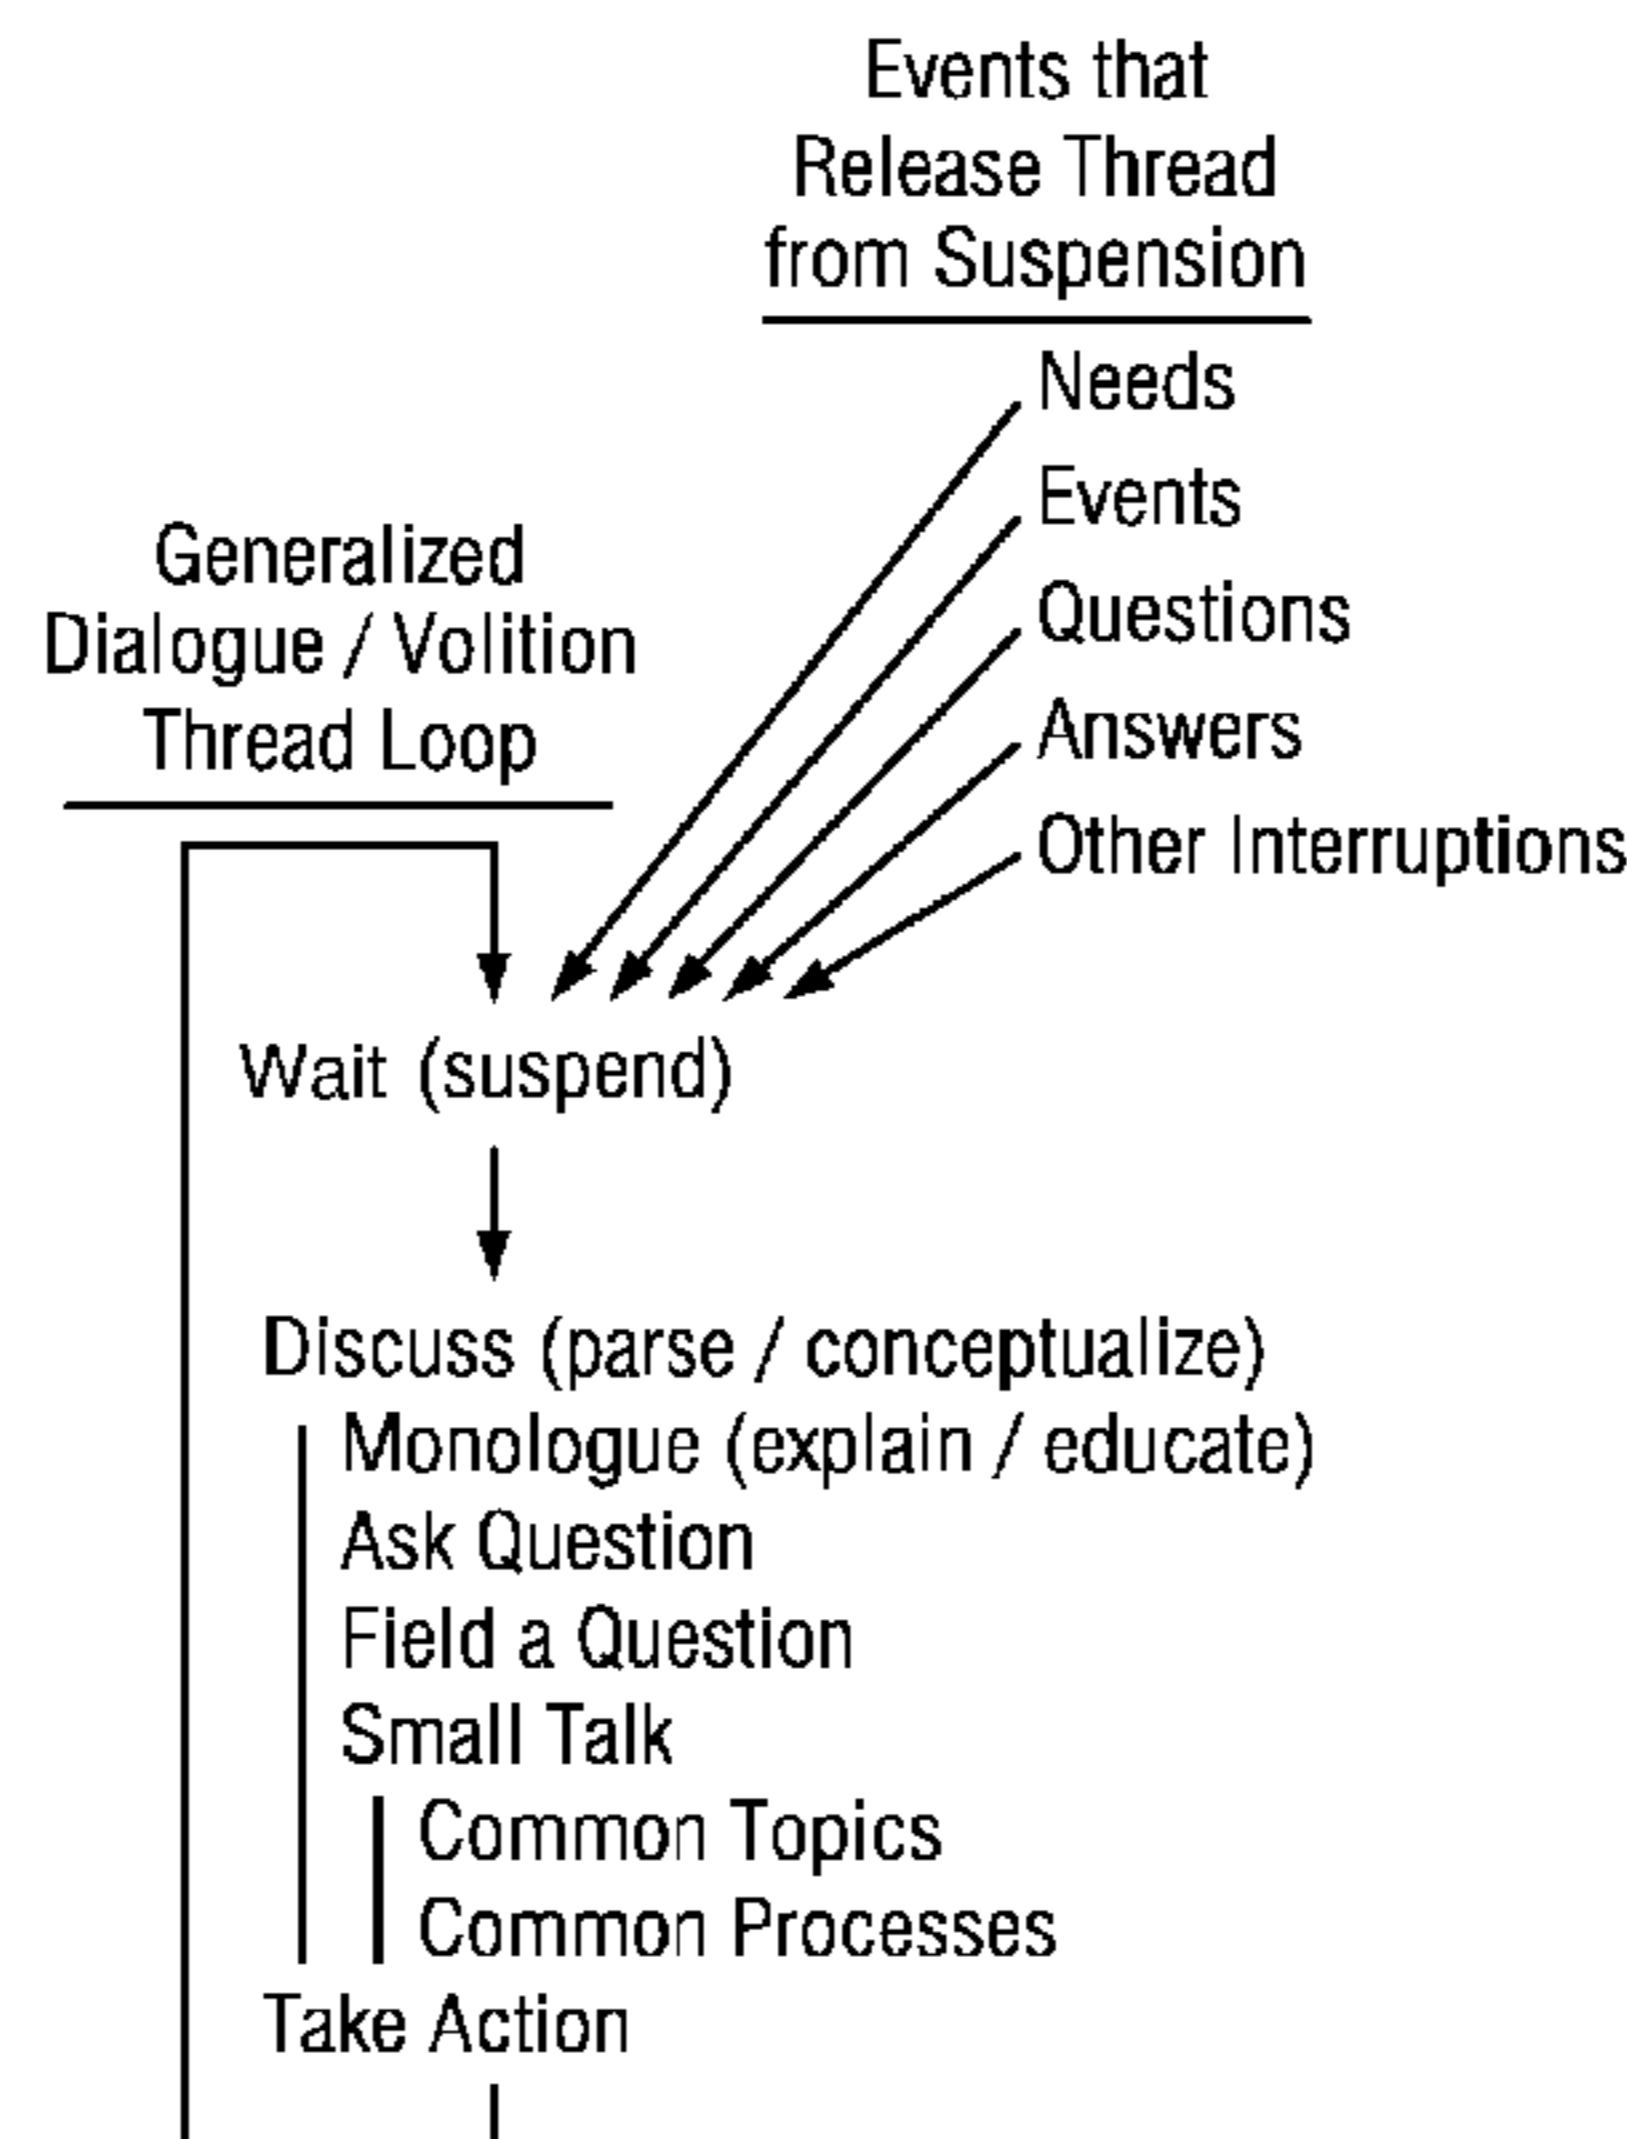 Events that
Release Thread
from Suspension
Needs
Events
Questions
Answers
Other Interruptions
Generalized
Dialogue / Volition
Thread Loop
Wait (suspend)
Discuss (parse / conceptualize)
Monologue (explain / educate)
Ask Question
Field a Question
Small Talk
Common Topics
Common Processes
Take Action